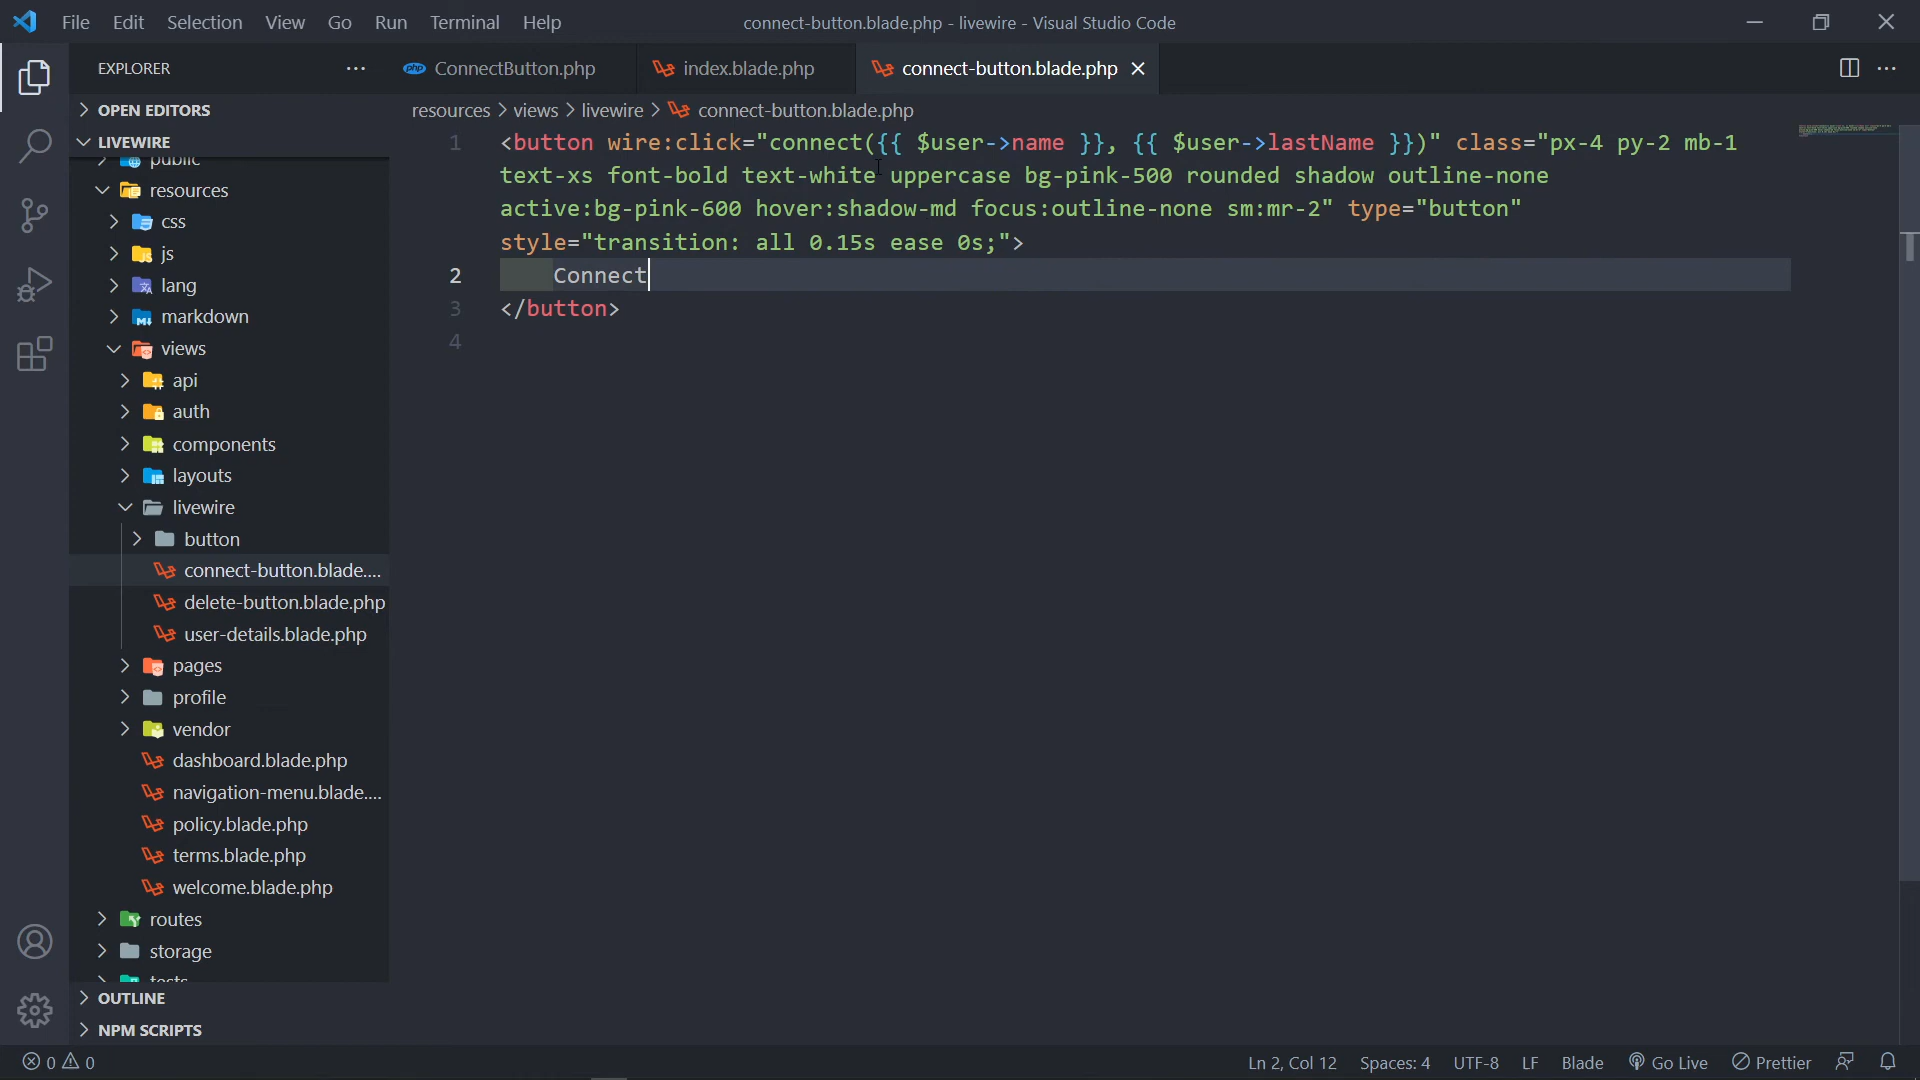 File Edit Selection View Go Run Terminal Help connect-button.blade.php - livewire - Visual Studio Code
EXPLORER ··· ConnectButton.php index.blade.php connect-button.blade.php
OPEN EDITORS
resources > views > livewire > connect-button.blade.php
LIVEWIRE
public
resources
css
js
lang
markdown
views
api
auth
components
layouts
livewire
button
connect-button.blade....
delete-button.blade.php
user-details.blade.php
pages
profile
vendor
dashboard.blade.php
navigation-menu.blade....
policy.blade.php
terms.blade.php
welcome.blade.php
routes
storage
tests
OUTLINE
NPM SCRIPTS
1 <button wire:click="connect({{ $user->name }}, {{ $user->lastName }})" class="px-4 py-2 mb-1
text-xs font-bold text-white uppercase bg-pink-500 rounded shadow outline-none
active:bg-pink-600 hover:shadow-md focus:outline-none sm:mr-2" type="button"
style="transition: all 0.15s ease 0s;">
2 Connect
3 </button>
4
0 0 Ln 2, Col 12 Spaces: 4 UTF-8 LF Blade Go Live Prettier